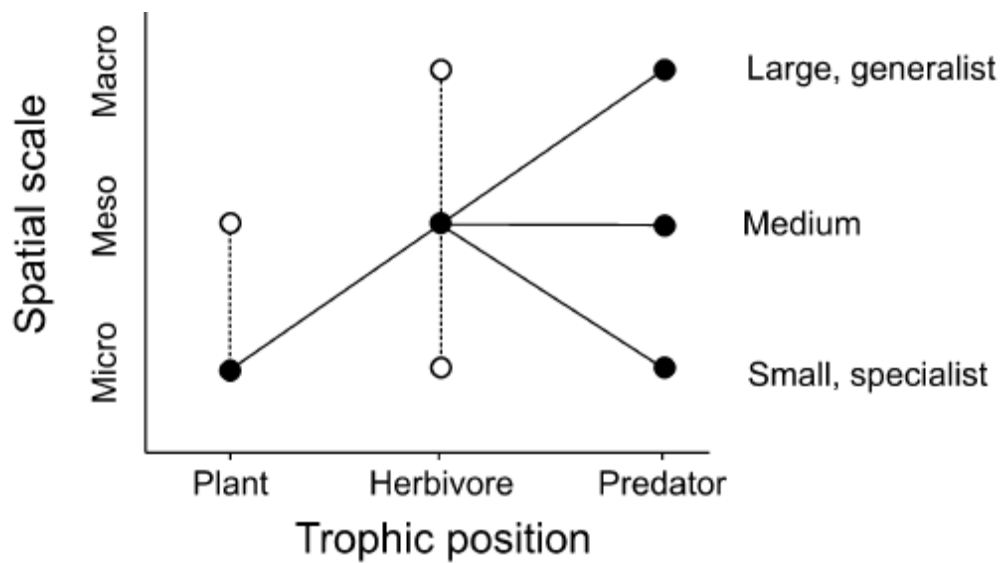 Spatial scale
Macro
Meso
Micro
Large, generalist
Medium
Small, specialist
Plant
Herbivore
Predator
Trophic position